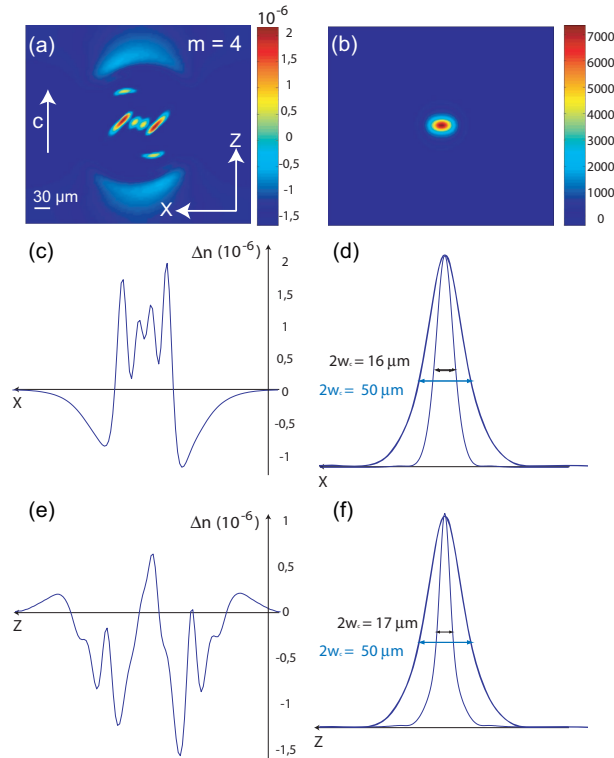 (a)
m = 4
c
Z
X
30 µm
10⁻⁶
2
1,5
1
0,5
0
-0,5
-1
-1,5
(b)
7000
6000
5000
4000
3000
2000
1000
0
(c)
Δn (10⁻⁶)
2
1,5
1
0,5
0
-0,5
-1
X
(d)
2w꜀= 16 µm
2w꜀= 50 µm
X
(e)
Δn (10⁻⁶)
1
0,5
0
-0,5
-1
-1,5
Z
(f)
2w꜀= 17 µm
2w꜀= 50 µm
Z